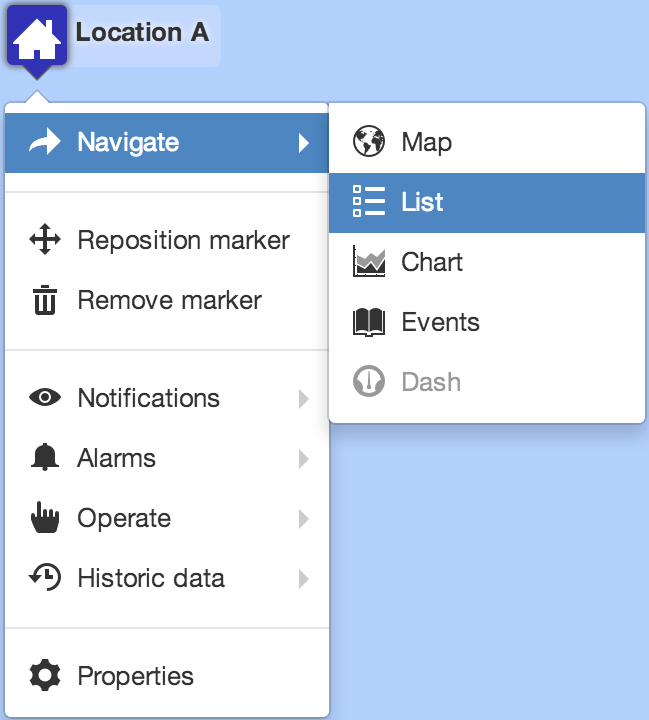 Location A
Navigate
Map
List
Reposition marker
Chart
Remove marker
Events
Dash
Notifications
Alarms
Operate
Historic data
Properties